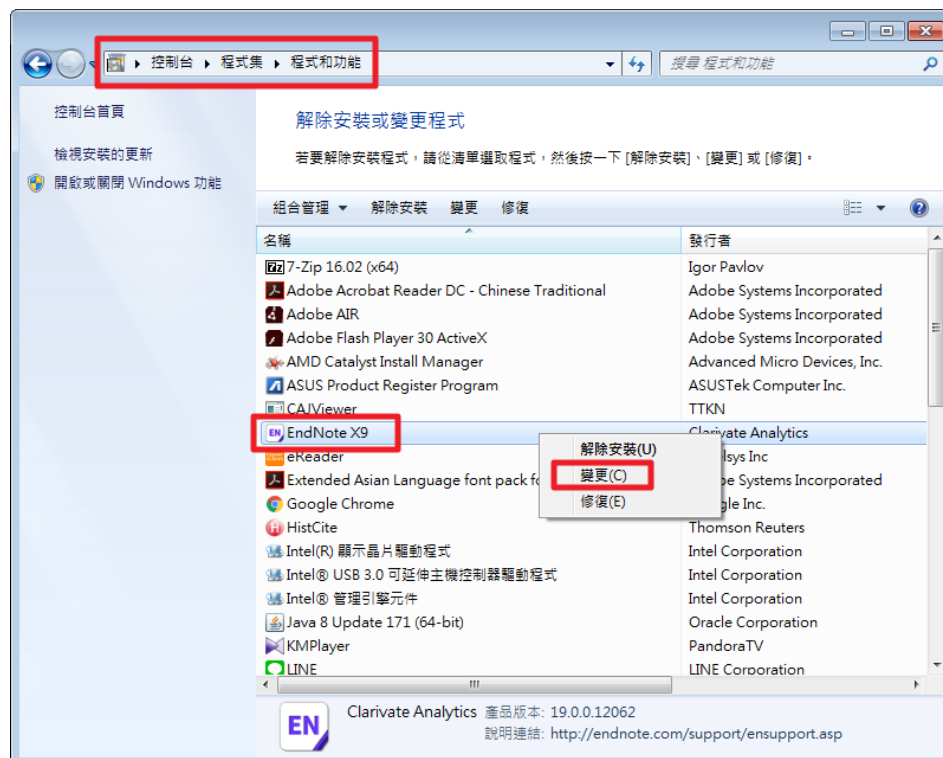 控制台 ▸ 程式集 ▸ 程式和功能
搜尋 程式和功能
控制台首頁
檢視安裝的更新
開啟或關閉 Windows 功能
解除安裝或變更程式
若要解除安裝程式，請從清單選取程式，然後按一下 [解除安裝]、[變更] 或 [修復]。
組合管理 解除安裝 變更 修復
名稱 發行者
7-Zip 16.02 (x64) Igor Pavlov
Adobe Acrobat Reader DC - Chinese Traditional Adobe Systems Incorporated
Adobe AIR Adobe Systems Incorporated
Adobe Flash Player 30 ActiveX Adobe Systems Incorporated
AMD Catalyst Install Manager Advanced Micro Devices, Inc.
ASUS Product Register Program ASUSTek Computer Inc.
CAJViewer TTKN
EN EndNote X9 Clarivate Analytics
解除安裝(U)
變更(C)
修復(E)
eReader Inc
Extended Asian Language font pack Systems Incorporated
Google Chrome Inc.
HistCite Thomson Reuters
Intel(R) 顯示晶片驅動程式 Intel Corporation
Intel® USB 3.0 可延伸主機控制器驅動程式 Intel Corporation
Intel® 管理引擎元件 Intel Corporation
Java 8 Update 171 (64-bit) Oracle Corporation
KMPlayer PandoraTV
LINE LINE Corporation
EN
Clarivate Analytics 產品版本: 19.0.0.12062
說明連結: http://endnote.com/support/ensupport.asp